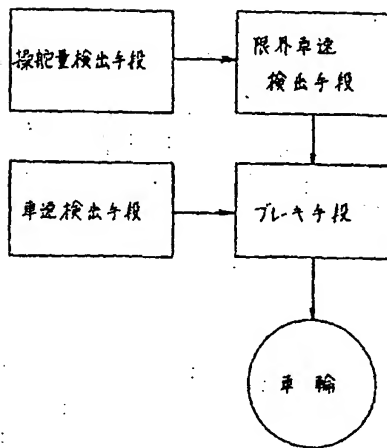 操舵量検出手段
限界車速
検出手段
車速検出手段
ブレーキ手段
車輪